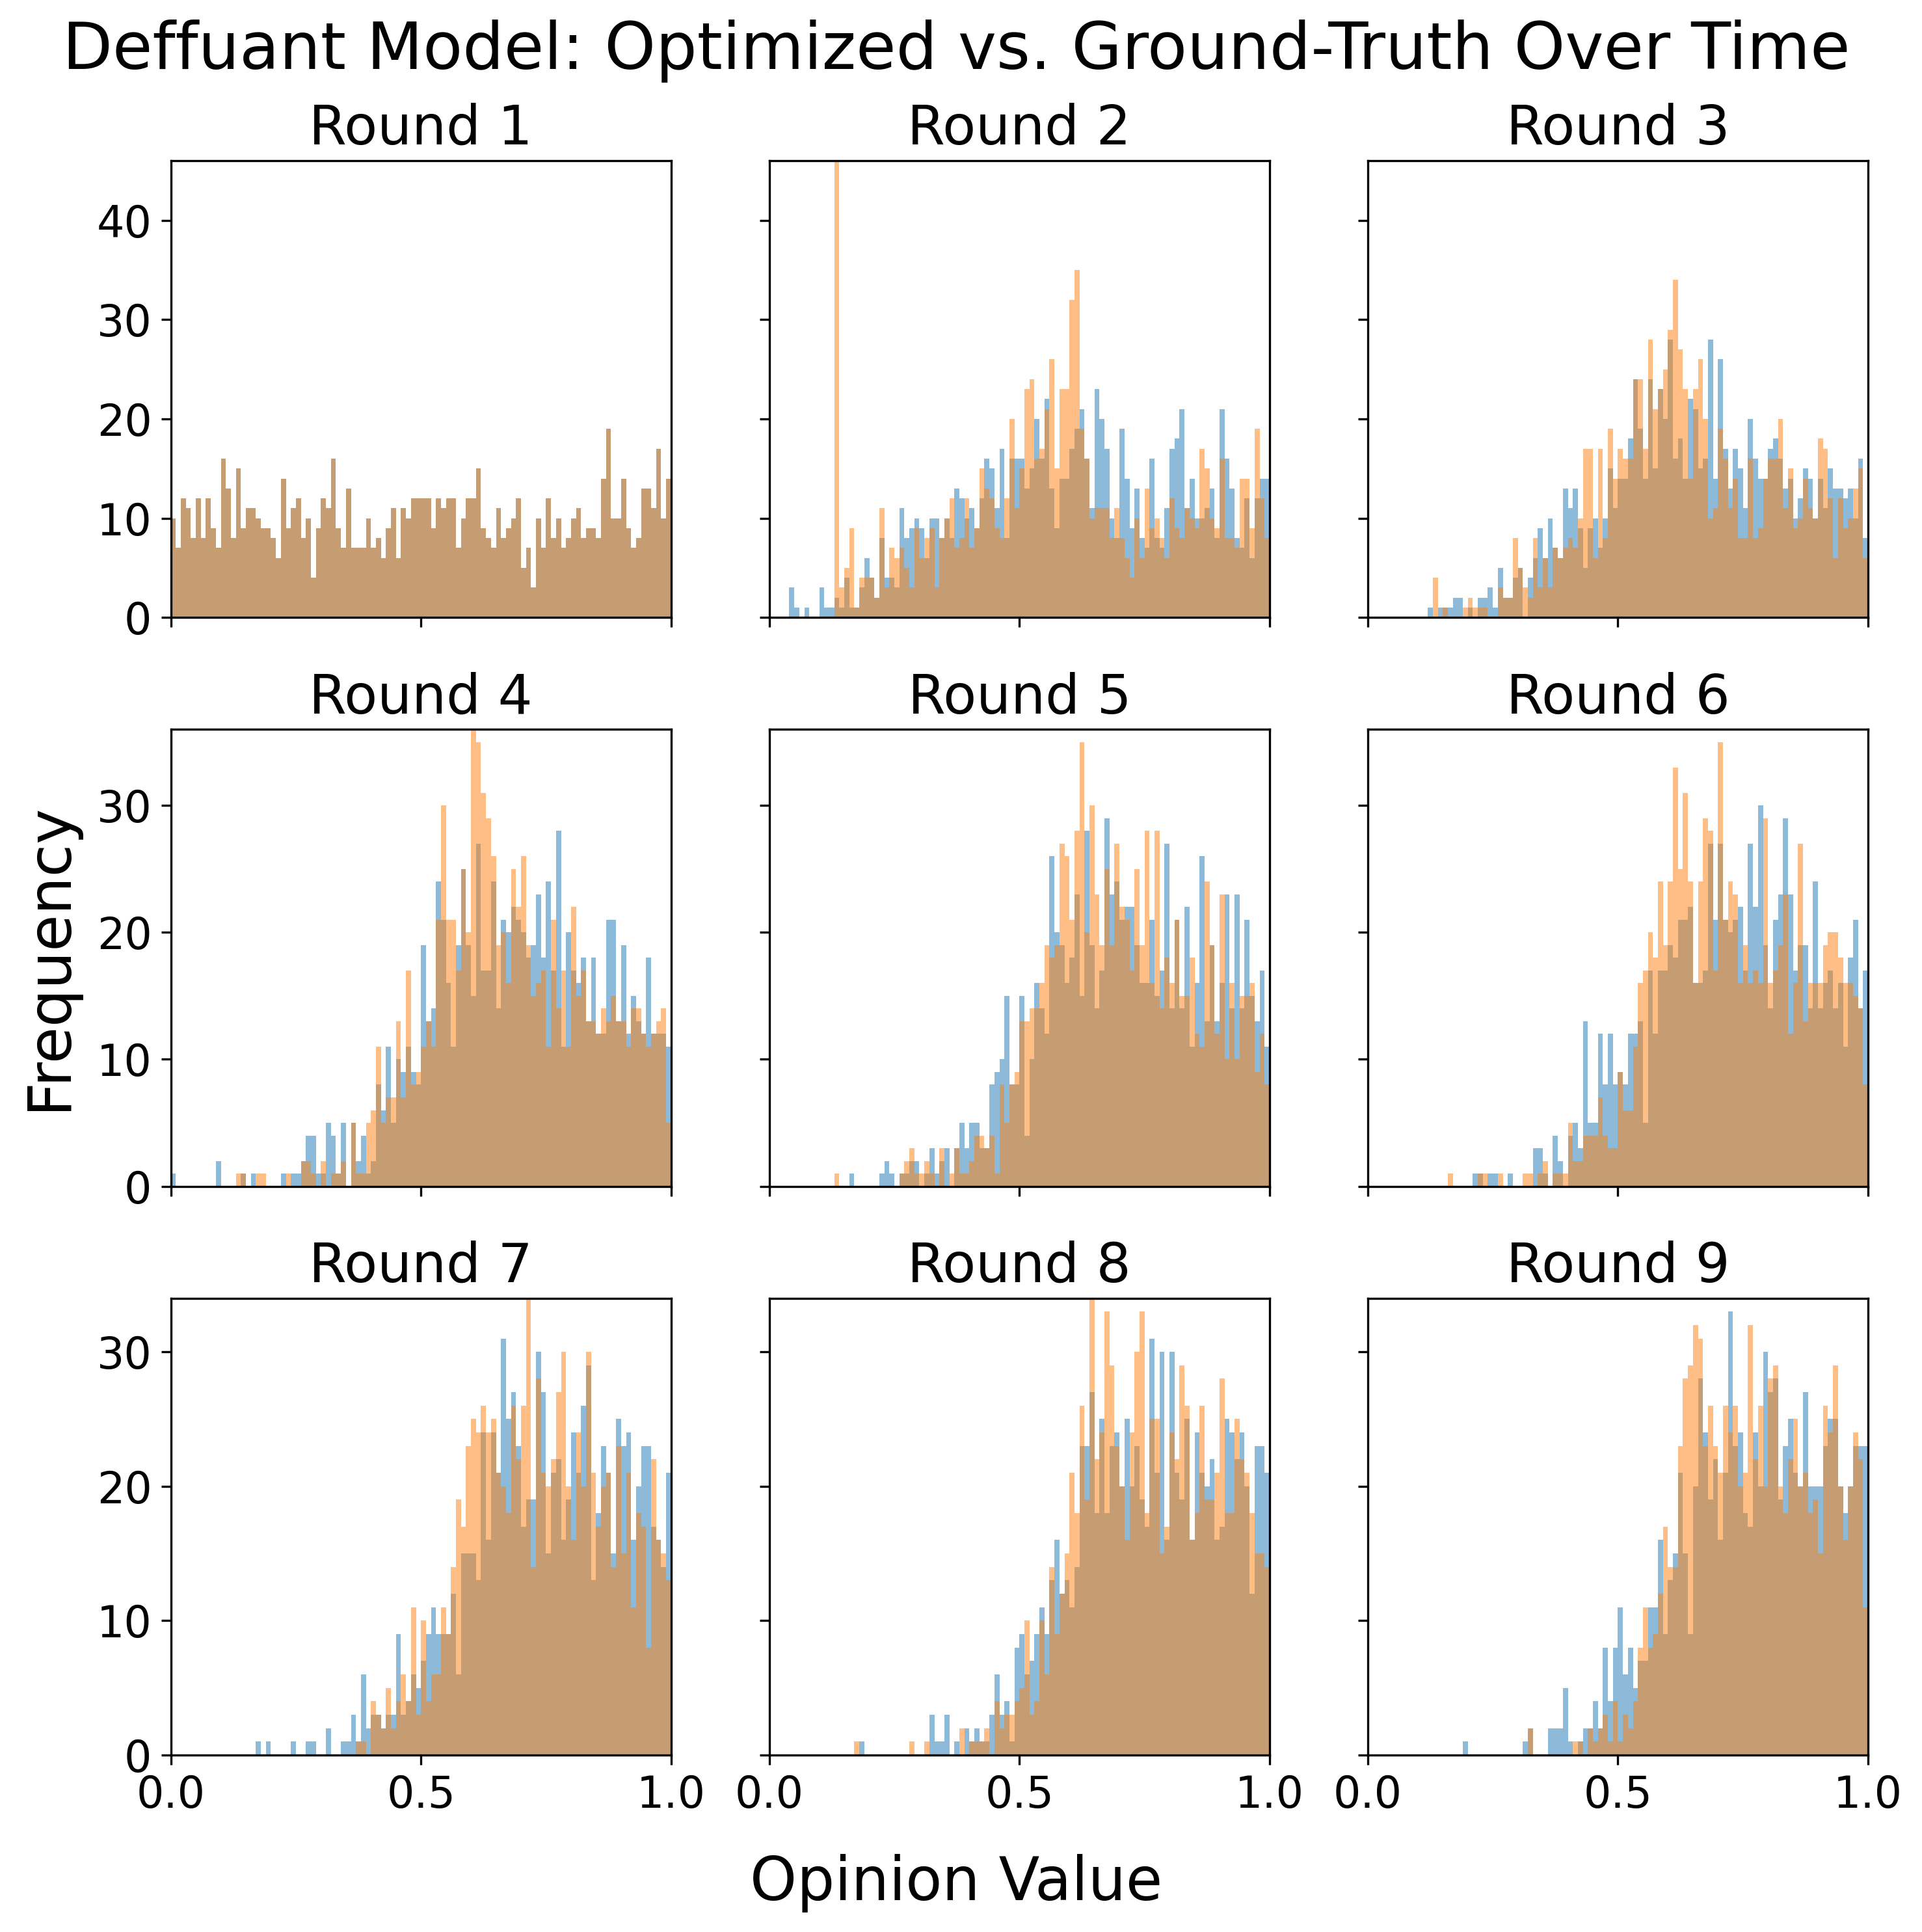 Deffuant Model: Optimized vs. Ground-Truth Over Time
Round 1
Round 2
Round 3
40
30
20
10
0
Round 4
Round 5
Round 6
30
20
10
0
Frequency
Round 7
Round 8
Round 9
30
20
10
0
0.0 0.5 1.0 0.0 0.5 1.0 0.0 0.5 1.0
Opinion Value